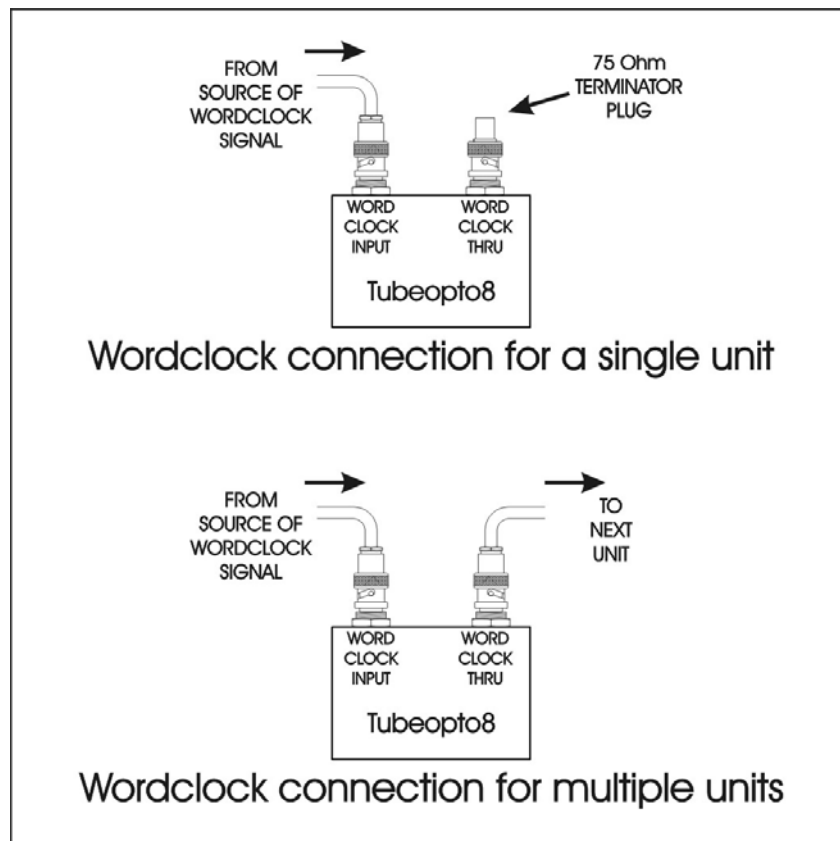 FROM
SOURCE OF
WORDCLOCK
SIGNAL
75 Ohm
TERMINATOR
PLUG
WORD
CLOCK
INPUT
WORD
CLOCK
THRU
Tubeopto8
Wordclock connection for a single unit
FROM
SOURCE OF
WORDCLOCK
SIGNAL
TO
NEXT
UNIT
WORD
CLOCK
INPUT
WORD
CLOCK
THRU
Tubeopto8
Wordclock connection for multiple units